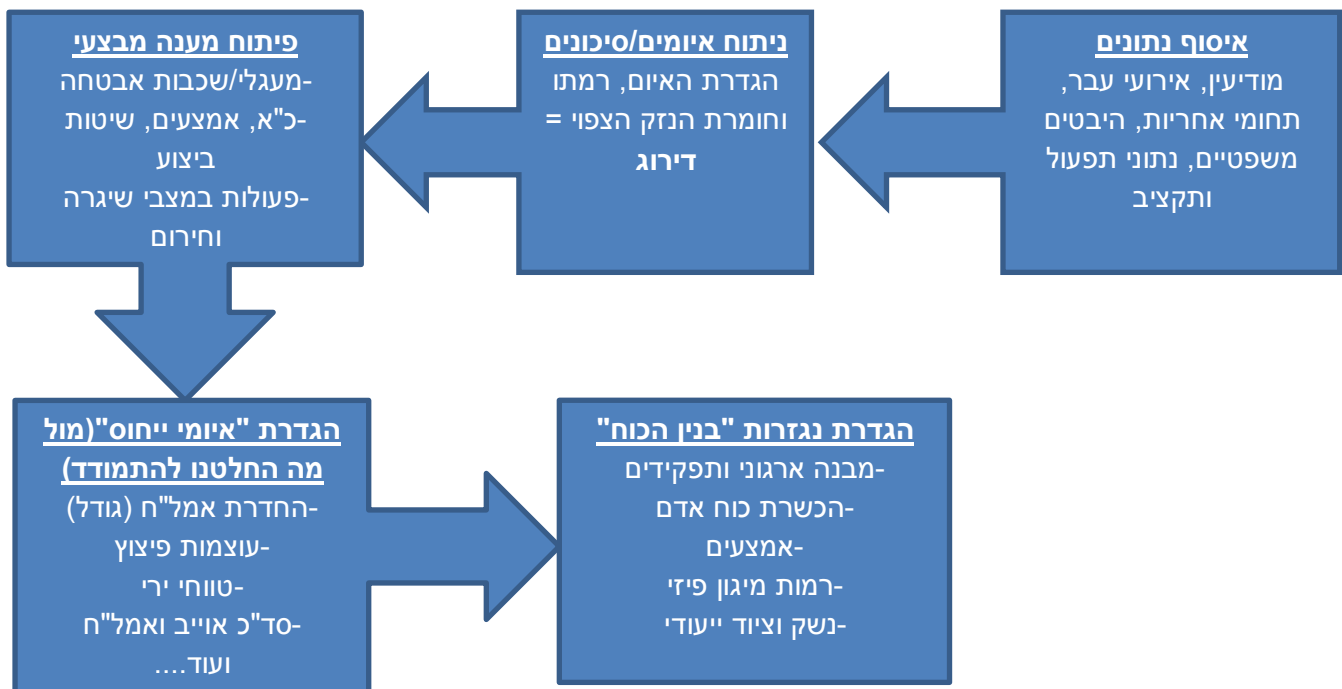 איסוף נתונים
מודיעין, אירועי עבר,
תחומי אחריות, היבטים
משפטיים, נתוני תפעול
ותקציב
ניתוח איומים/סיכונים
הגדרת האיום, רמתו
וחומרת הנזק הצפוי =
דירוג
פיתוח מענה מבצעי
-מעגלי/שכבות אבטחה
-כ"א, אמצעים, שיטות
ביצוע
-פעולות במצבי שיגרה
וחירום
הגדרת "איומי ייחוס"(מול
מה החלטנו להתמודד)
-החדרת אמל"ח (גודל)
-עוצמות פיצוץ
-טווחי ירי
-סד"כ אוייב ואמל"ח
ועוד....
הגדרת נגזרות "בנין הכוח"
-מבנה ארגוני ותפקידים
-הכשרת כוח אדם
-אמצעים
-רמות מיגון פיזי
-נשק וציוד ייעודי